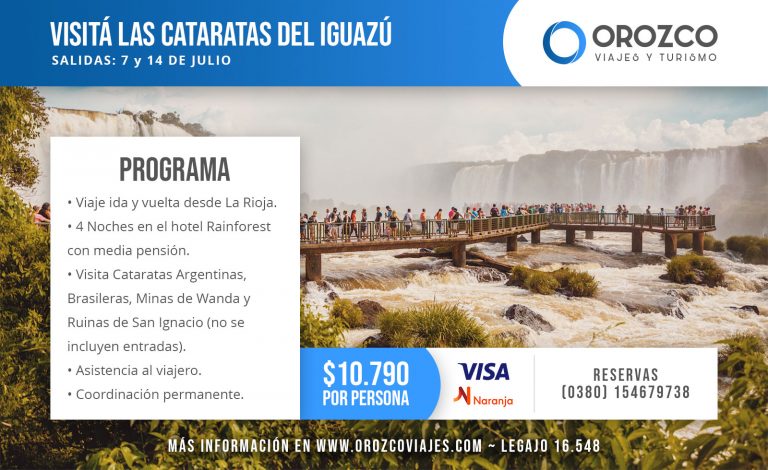 VISITÁ LAS CATARATAS DEL IGUAZÚ
SALIDAS: 7 y 14 DE JULIO
OROZCO
VIAJES Y TURISMO
PROGRAMA
• Viaje ida y vuelta desde La Rioja.
• 4 Noches en el hotel Rainforest
con media pensión.
• Visita Cataratas Argentinas,
Brasileras, Minas de Wanda y
Ruinas de San Ignacio (no se
incluyen entradas).
• Asistencia al viajero.
• Coordinación permanente.
$10.790
POR PERSONA
VISA
Naranja
RESERVAS
(0380) 154679738
MÁS INFORMACIÓN EN WWW.OROZCOVIAJES.COM ~ LEGAJO 16.548